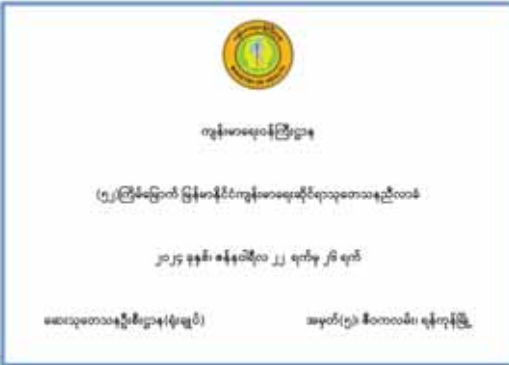 ကျန်းမာရေးဝန်ကြီးဌာန
(၅၂)ကြိမ်မြောက် မြန်မာနိုင်ငံကျန်းမာရေးဆိုင်ရာသုတေသနညီလာခံ
၂၀၂၄ ခုနှစ်၊ ဇန်နဝါရီလ ၂၂ ရက်မှ ၂၆ ရက်
ဆေးသုတေသနဦးစီးဌာန(ရုံးချုပ်) အမှတ်(၅)၊ ဇီဝကလမ်း၊ ရန်ကုန်မြို့